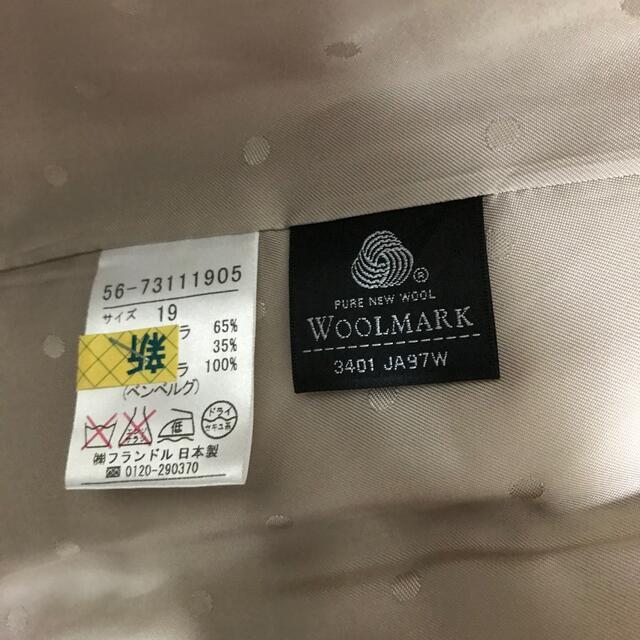 56-73111905
サイズ 19
ラ 65%
35%
ラ 100%
(ベンベルグ)
新
低
ドライ
セキユ系
㈱フランドル 日本製
0120-290370
®
PURE NEW WOOL
WOOLMARK
3401 JA97W